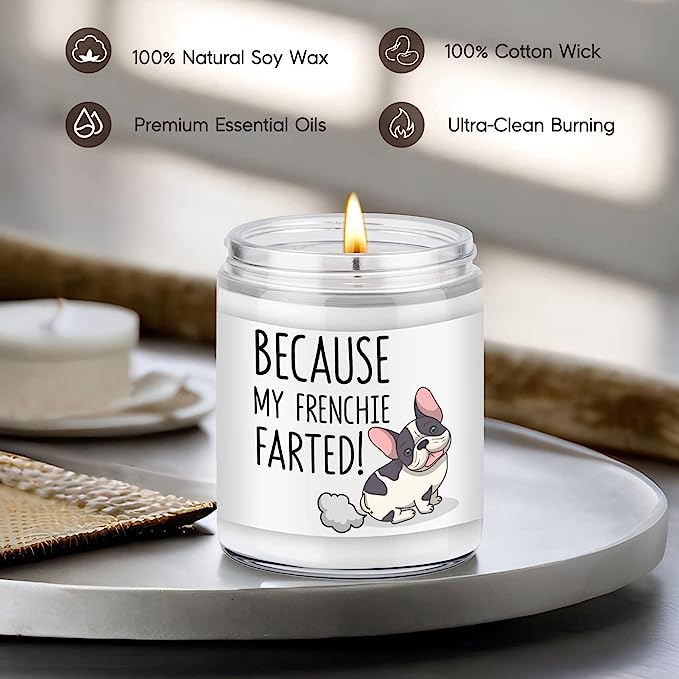 100% Natural Soy Wax
100% Cotton Wick
Premium Essential Oils
Ultra-Clean Burning
BECAUSE
MY FRENCHIE
FARTED!